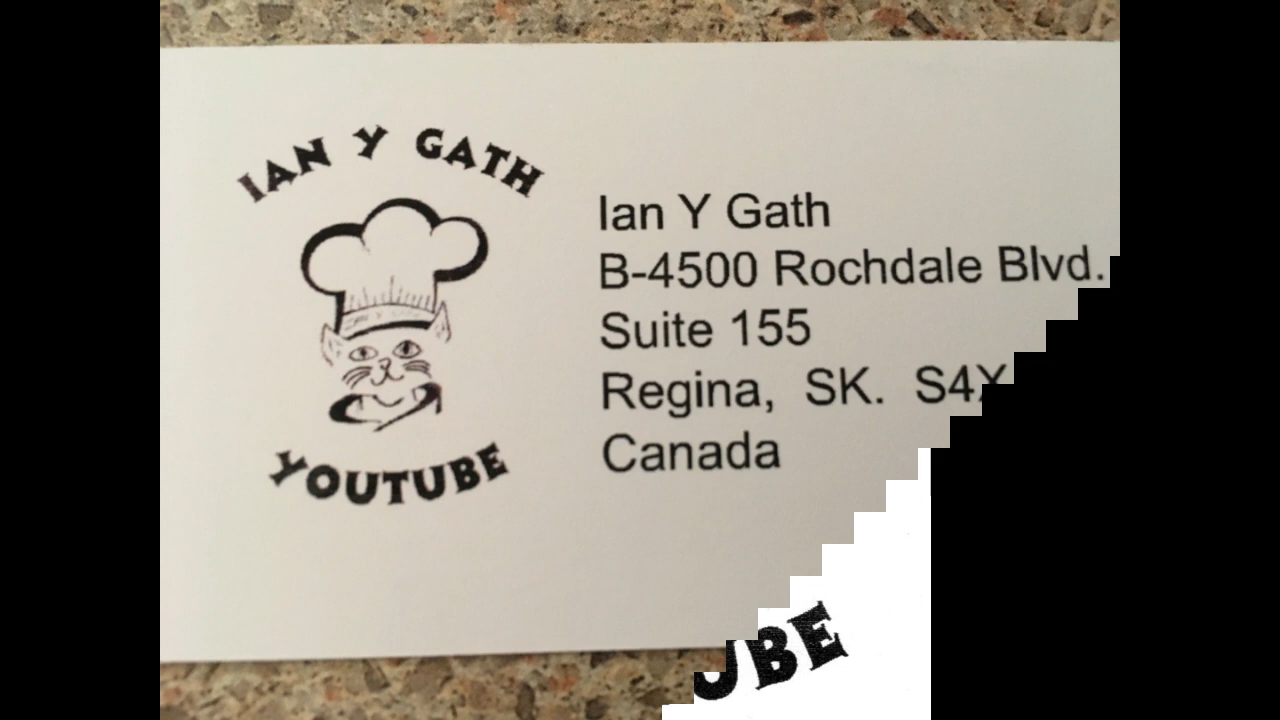 IAN Y GATH
YOUTUBE
Ian Y Gath
B-4500 Rochdale Blvd.
Suite 155
Regina, SK. S4X
Canada
UBE